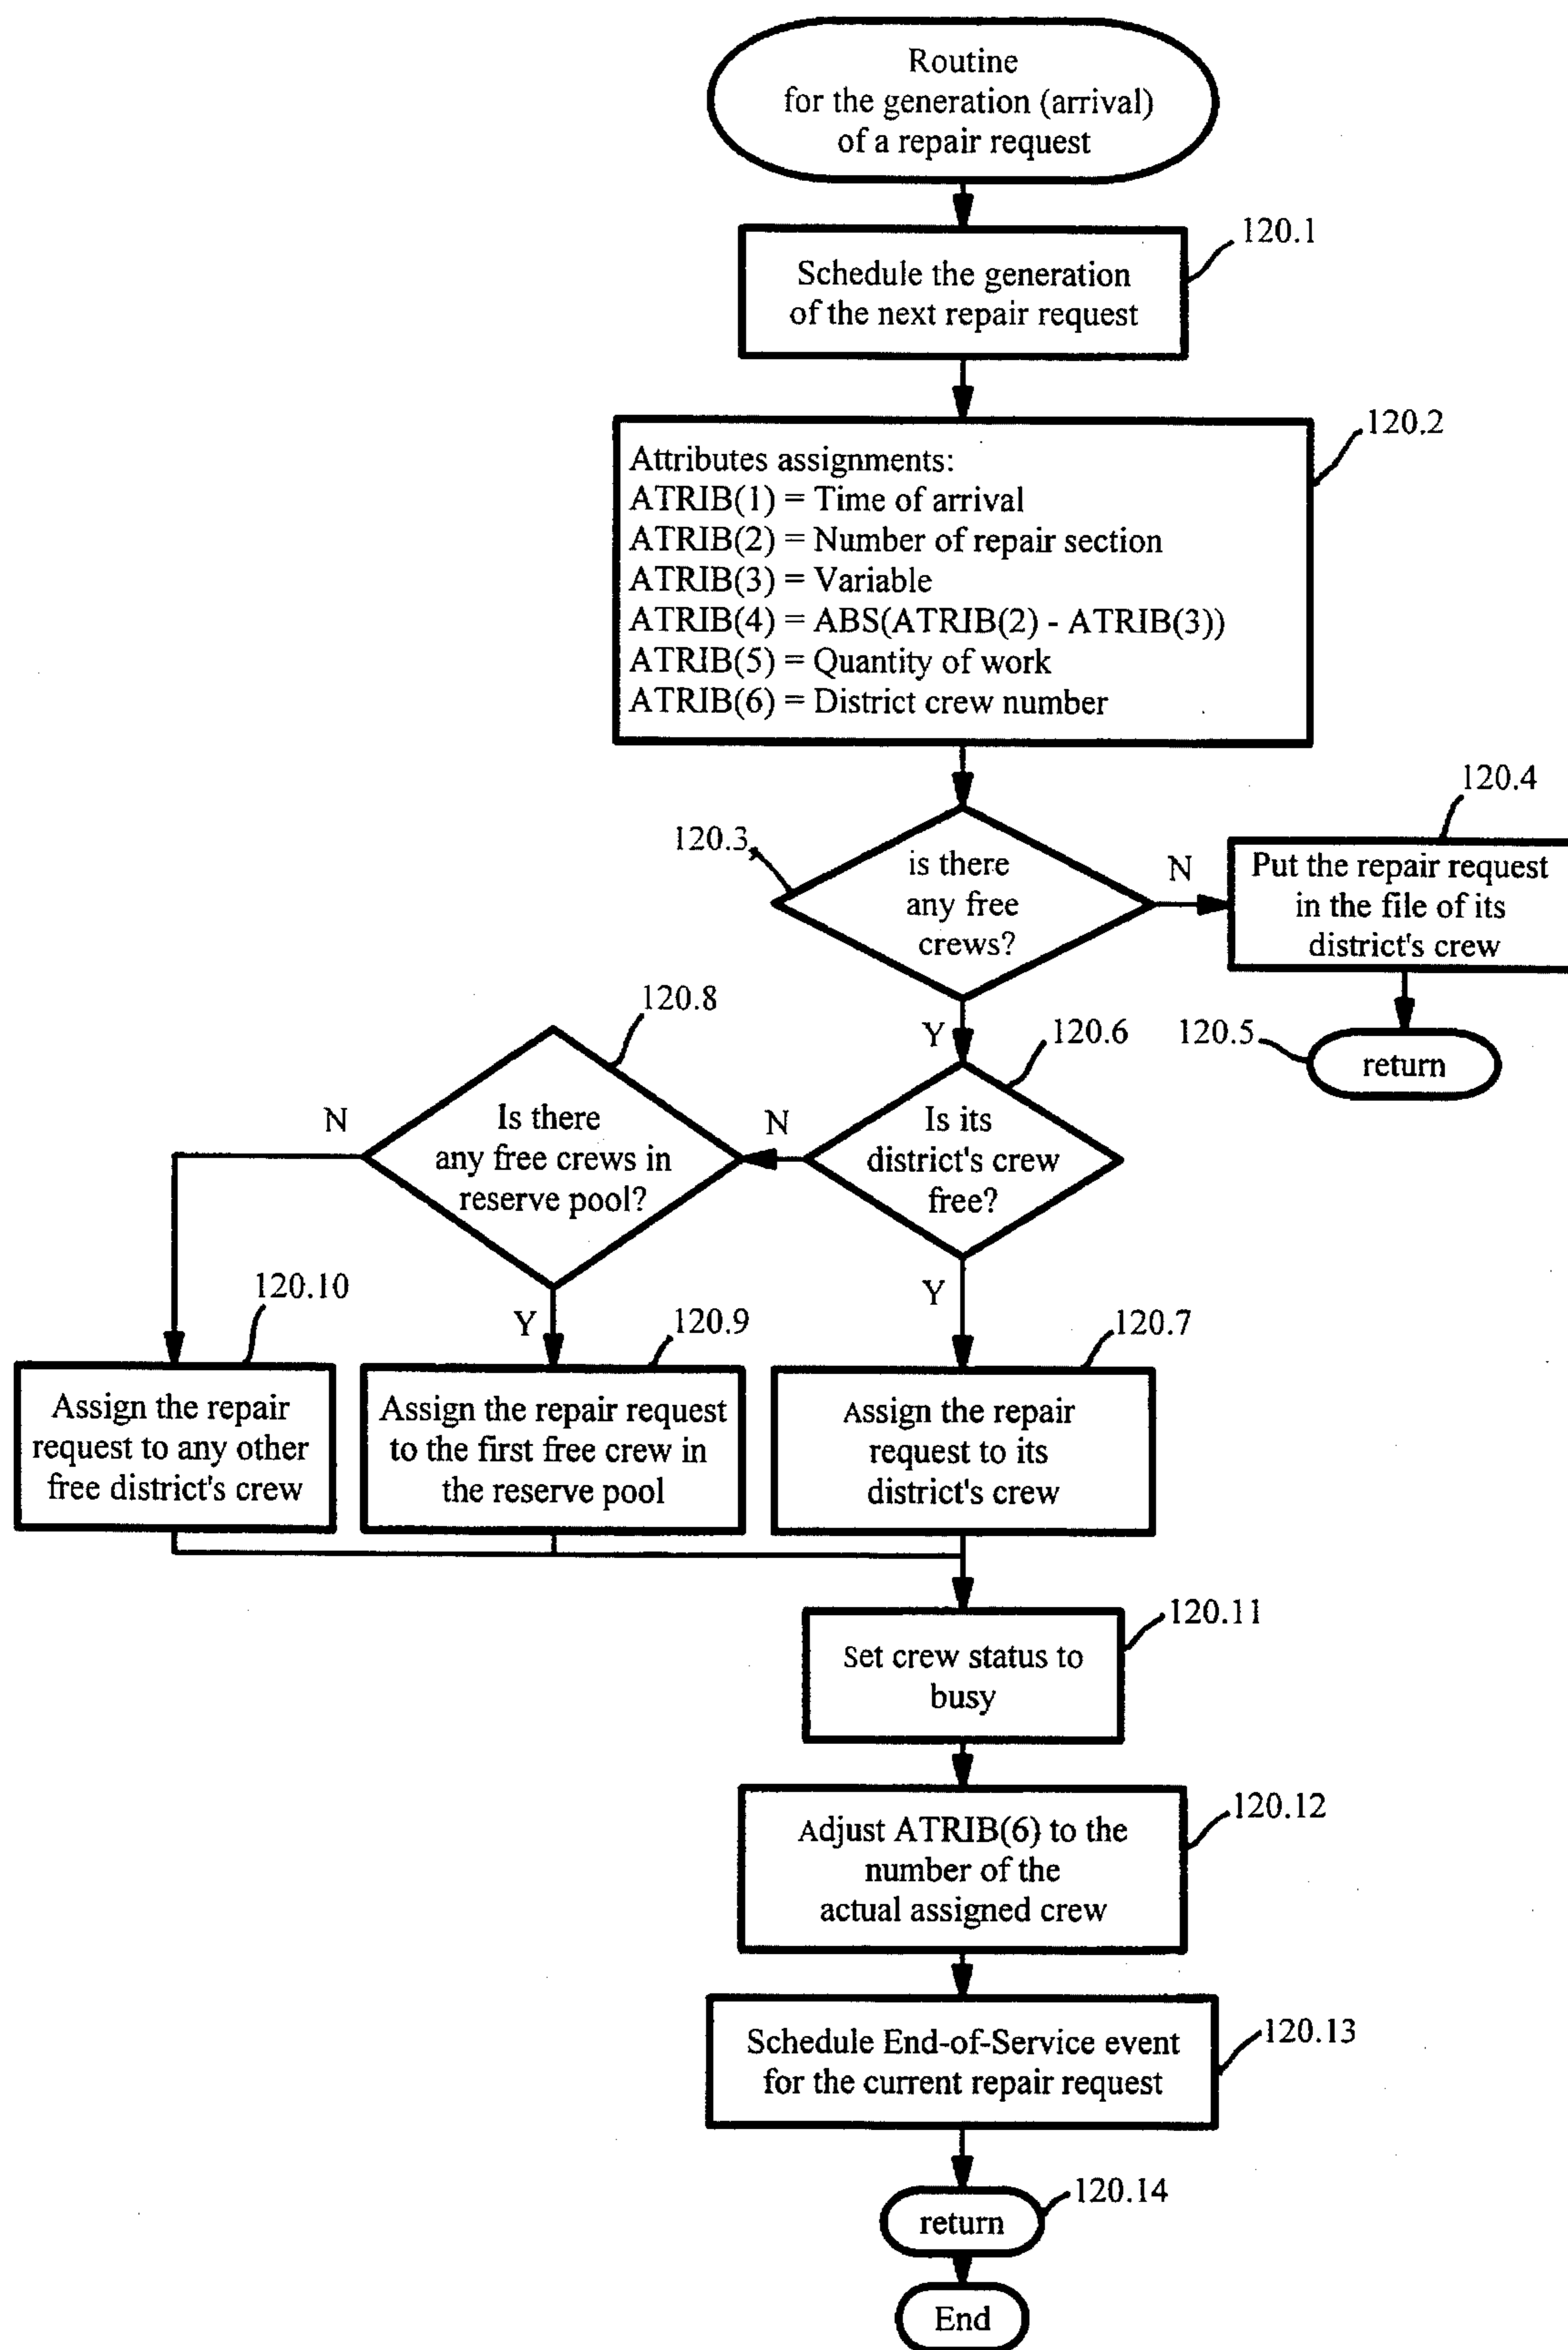 Routine
for the generation (arrival)
of a repair request
120.1
Schedule the generation
of the next repair request
120.2
Attributes assignments:
ATRIB(1) = Time of arrival
ATRIB(2) = Number of repair section
ATRIB(3) = Variable
ATRIB(4) = ABS(ATRIB(2) - ATRIB(3))
ATRIB(5) = Quantity of work
ATRIB(6) = District crew number
120.3
is there
any free
crews?
N
120.4
Put the repair request
in the file of its
district's crew
120.5
return
Y
120.6
Is its
district's crew
free?
N
120.8
Is there
any free crews in
reserve pool?
N
Y
Y
120.10
Assign the repair
request to any other
free district's crew
120.9
Assign the repair request
to the first free crew in
the reserve pool
120.7
Assign the repair
request to its
district's crew
120.11
Set crew status to
busy
120.12
Adjust ATRIB(6) to the
number of the
actual assigned crew
120.13
Schedule End-of-Service event
for the current repair request
120.14
return
End